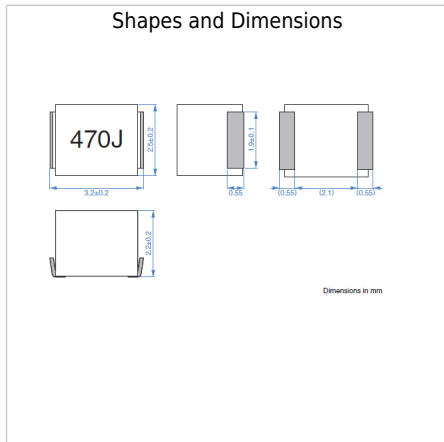 Shapes and Dimensions
470J
2.5±0.2
3.2±0.2
1.9±0.1
0.55
(0.55)
(2.1)
(0.55)
2.2±0.2
Dimensions in mm